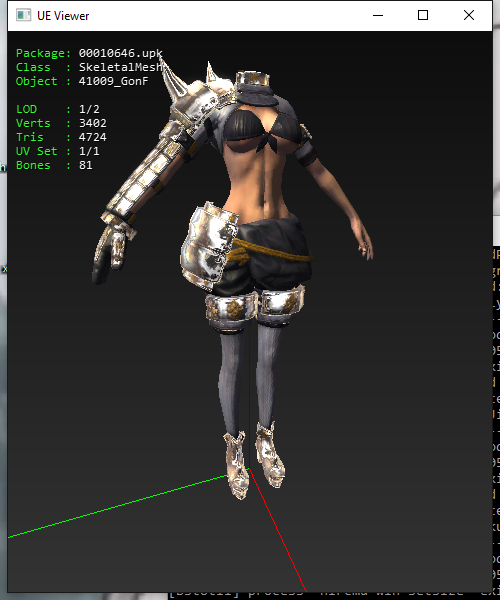 UE Viewer
Package: 00010646.upk
Class : SkeletalMesh
Object : 41009_GonF
LOD : 1/2
Verts : 3402
Tris : 4724
UV Set : 1/1
Bones : 81